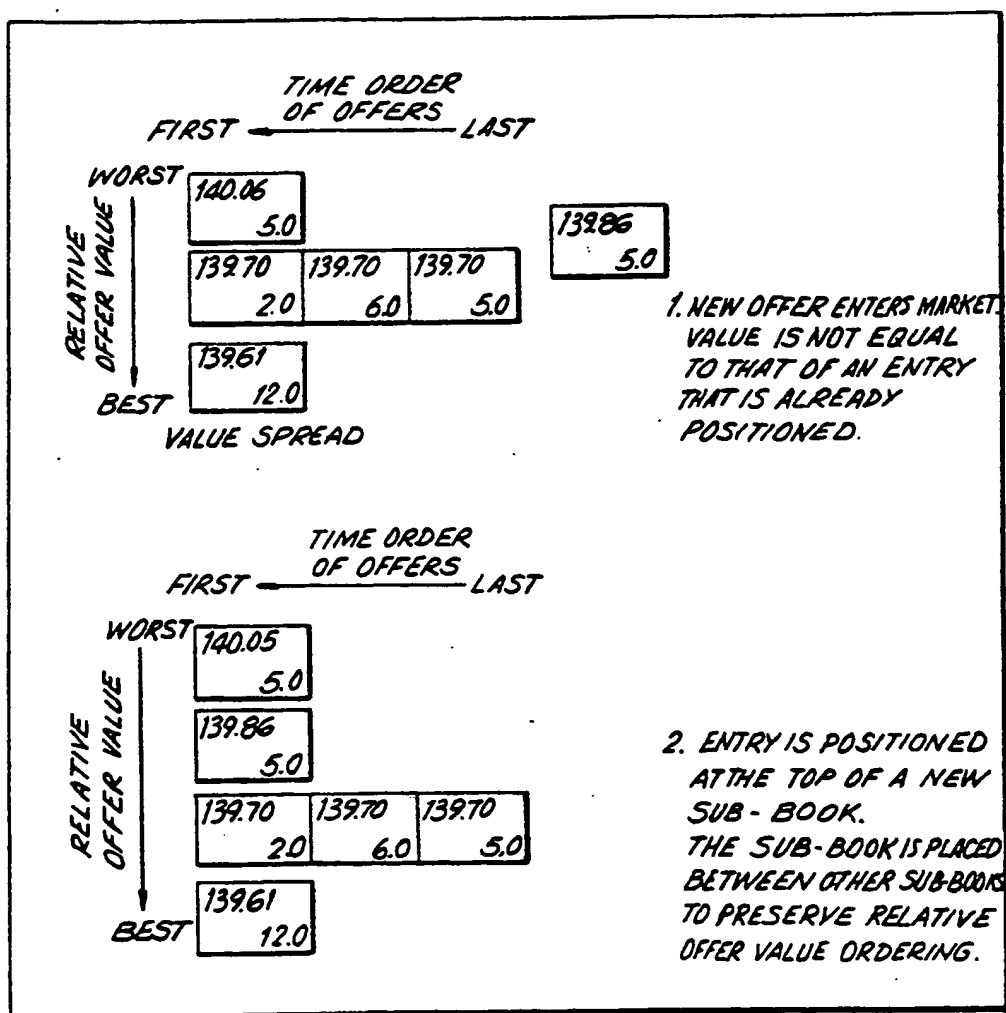 TIME ORDER
OF OFFERS
FIRST LAST
WORST
RELATIVE
OFFER VALUE
BEST
140.06
5.0
139.70 139.70 139.70
2.0 6.0 5.0
139.61
12.0
VALUE SPREAD
139.86
5.0
1. NEW OFFER ENTERS MARKET.
VALUE IS NOT EQUAL
TO THAT OF AN ENTRY
THAT IS ALREADY
POSITIONED.
TIME ORDER
OF OFFERS
FIRST LAST
WORST
RELATIVE
OFFER VALUE
BEST
140.05
5.0
139.86
5.0
139.70 139.70 139.70
2.0 6.0 5.0
139.61
12.0
2. ENTRY IS POSITIONED
AT THE TOP OF A NEW
SUB-BOOK.
THE SUB-BOOK IS PLACED
BETWEEN OTHER SUB-BOOKS
TO PRESERVE RELATIVE
OFFER VALUE ORDERING.